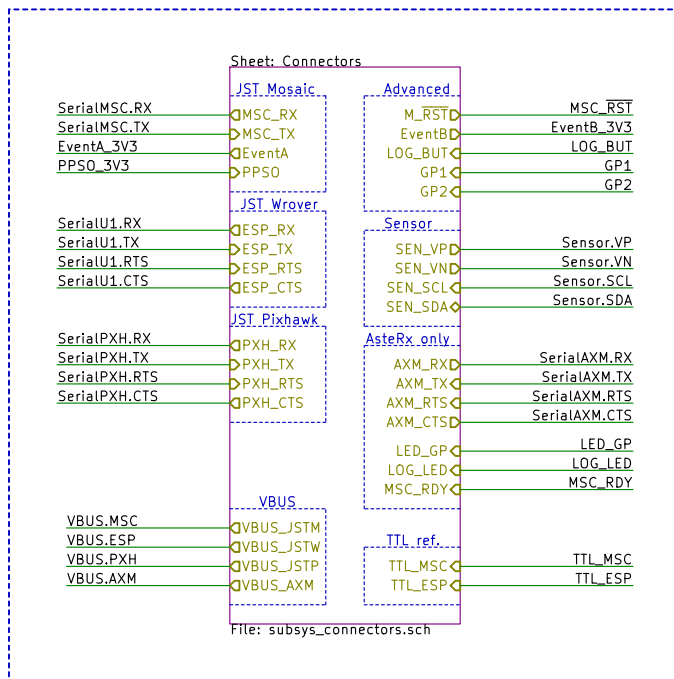 Sheet: Connectors
JST Mosaic
SerialMSC.RX MSC_RX
SerialMSC.TX MSC_TX
EventA_3V3 EventA
PPSO_3V3 PPSO
JST Wrover
SerialU1.RX ESP_RX
SerialU1.TX ESP_TX
SerialU1.RTS ESP_RTS
SerialU1.CTS ESP_CTS
JST Pixhawk
SerialPXH.RX PXH_RX
SerialPXH.TX PXH_TX
SerialPXH.RTS PXH_RTS
SerialPXH.CTS PXH_CTS
VBUS
VBUS.MSC VBUS_JSTM
VBUS.ESP VBUS_JSTW
VBUS.PXH VBUS_JSTP
VBUS.AXM VBUS_AXM
Advanced
M_R̅S̅T̅ MSC_R̅S̅T̅
EventB EventB_3V3
LOG_BUT LOG_BUT
GP1 GP1
GP2 GP2
Sensor
SEN_VP Sensor.VP
SEN_VN Sensor.VN
SEN_SCL Sensor.SCL
SEN_SDA Sensor.SDA
AsteRx only
AXM_RX SerialAXM.RX
AXM_TX SerialAXM.TX
AXM_RTS SerialAXM.RTS
AXM_CTS SerialAXM.CTS
LED_GP LED_GP
LOG_LED LOG_LED
MSC_RDY MSC_RDY
TTL ref.
TTL_MSC TTL_MSC
TTL_ESP TTL_ESP
File: subsys_connectors.sch